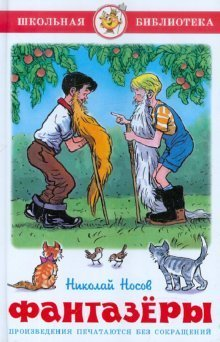 ШКОЛЬНАЯ БИБЛИОТЕКА
Николай Носов
ФАНТАЗЁРЫ
ПРОИЗВЕДЕНИЯ ПЕЧАТАЮТСЯ БЕЗ СОКРАЩЕНИЙ